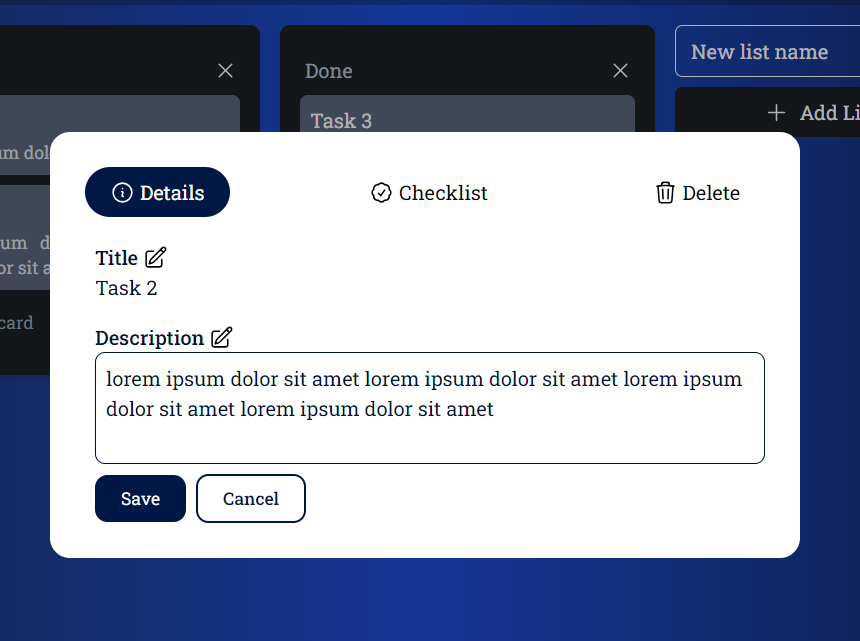 Done
New list name
Task 3
Add Li
um dol
um d
or sit a
card
Details
Checklist
Delete
Title
Task 2
Description
lorem ipsum dolor sit amet lorem ipsum dolor sit amet lorem ipsum
dolor sit amet lorem ipsum dolor sit amet
Save
Cancel